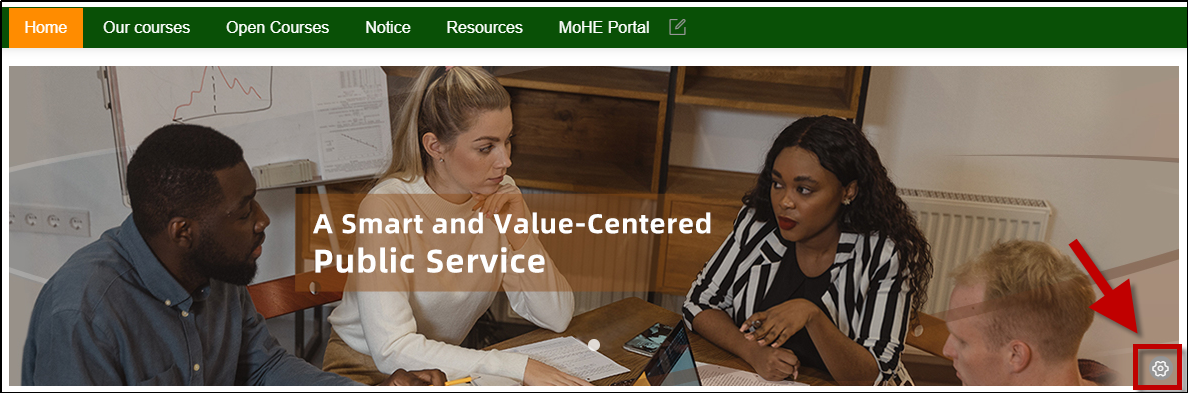 Home Our courses Open Courses Notice Resources MoHE Portal
A Smart and Value-Centered
Public Service